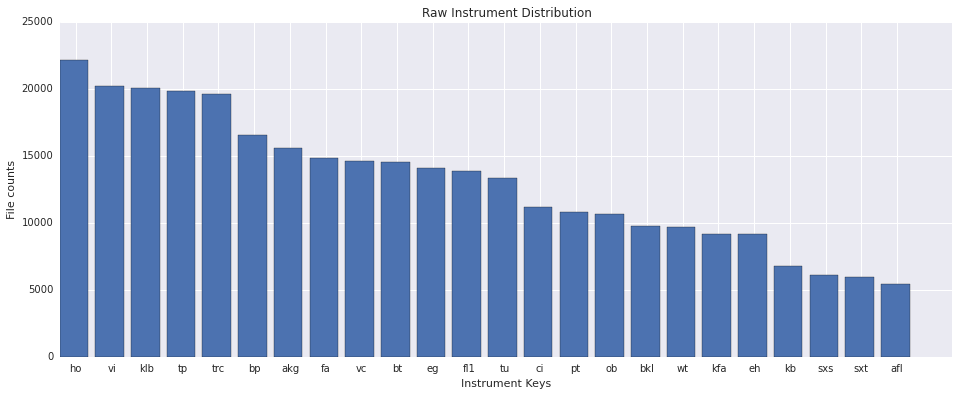 Raw Instrument Distribution
25000
20000
15000
10000
5000
0
File counts
ho vi klb tp trc bp akg fa vc bt eg fl1 tu ci pt ob bkl wt kfa eh kb sxs sxt afl
Instrument Keys